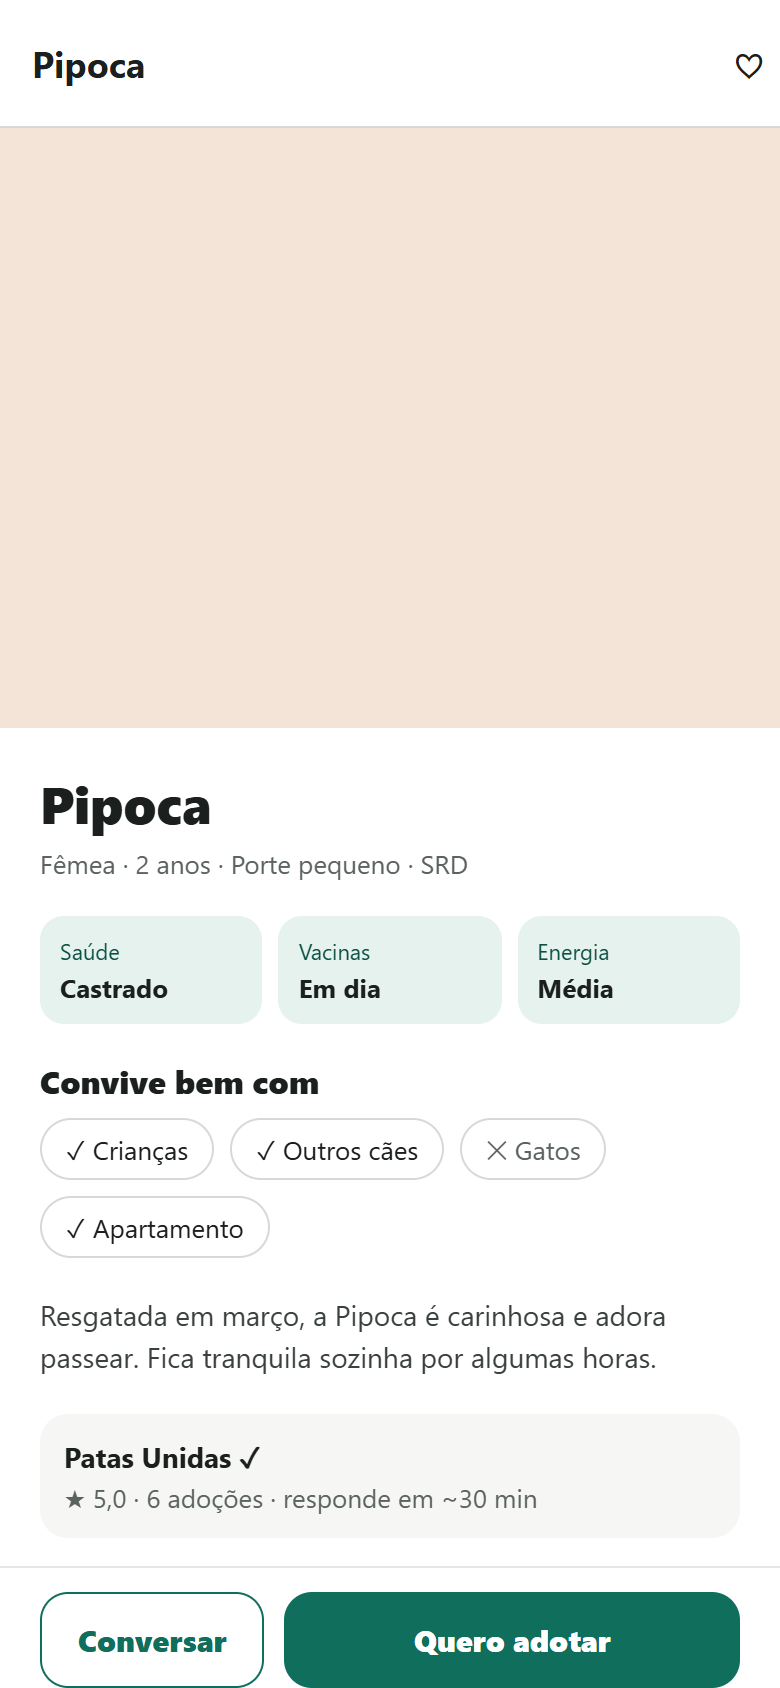 Pipoca
Pipoca
Fêmea · 2 anos · Porte pequeno · SRD
Saúde Vacinas Energia
Castrado Em dia Média
Convive bem com
✓ Crianças ✓ Outros cães ✕ Gatos
✓ Apartamento
Resgatada em março, a Pipoca é carinhosa e adora
passear. Fica tranquila sozinha por algumas horas.
Patas Unidas ✓
★ 5,0 · 6 adoções · responde em ~30 min
Conversar Quero adotar